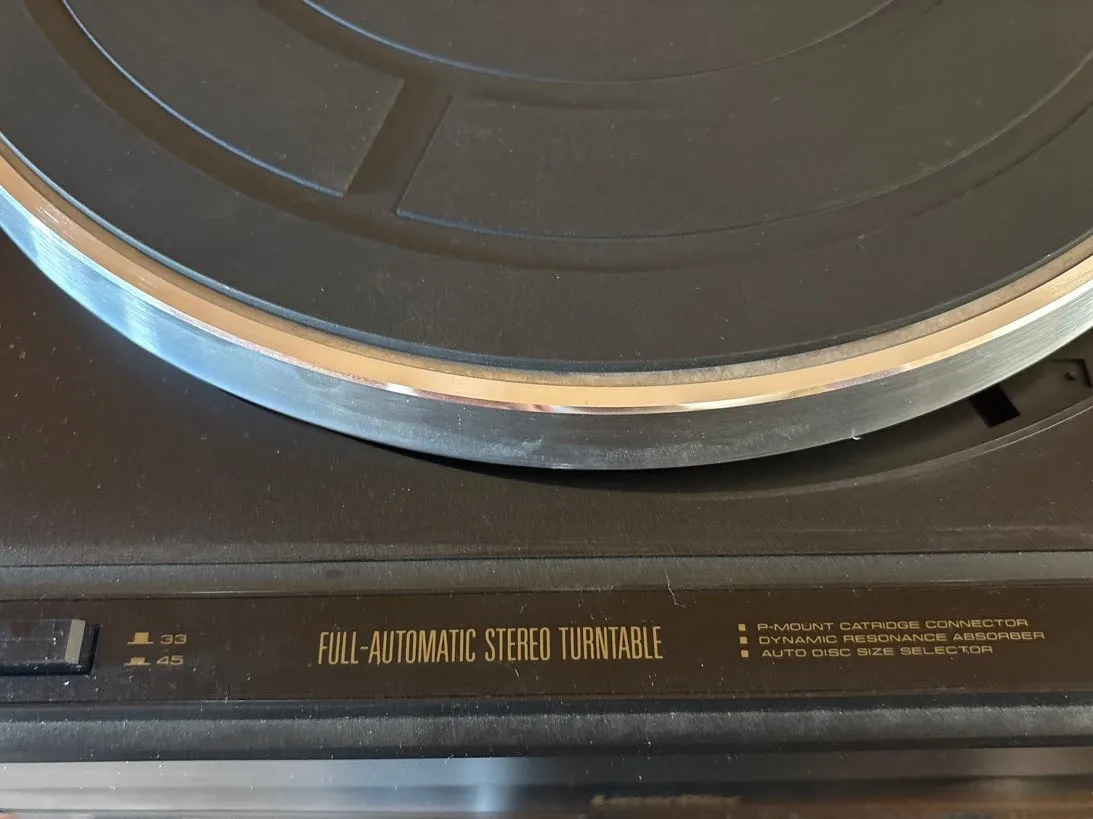 33
45
FULL-AUTOMATIC STEREO TURNTABLE
P-MOUNT CATRIDGE CONNECTOR
DYNAMIC RESONANCE ABSORBER
AUTO DISC SIZE SELECTOR